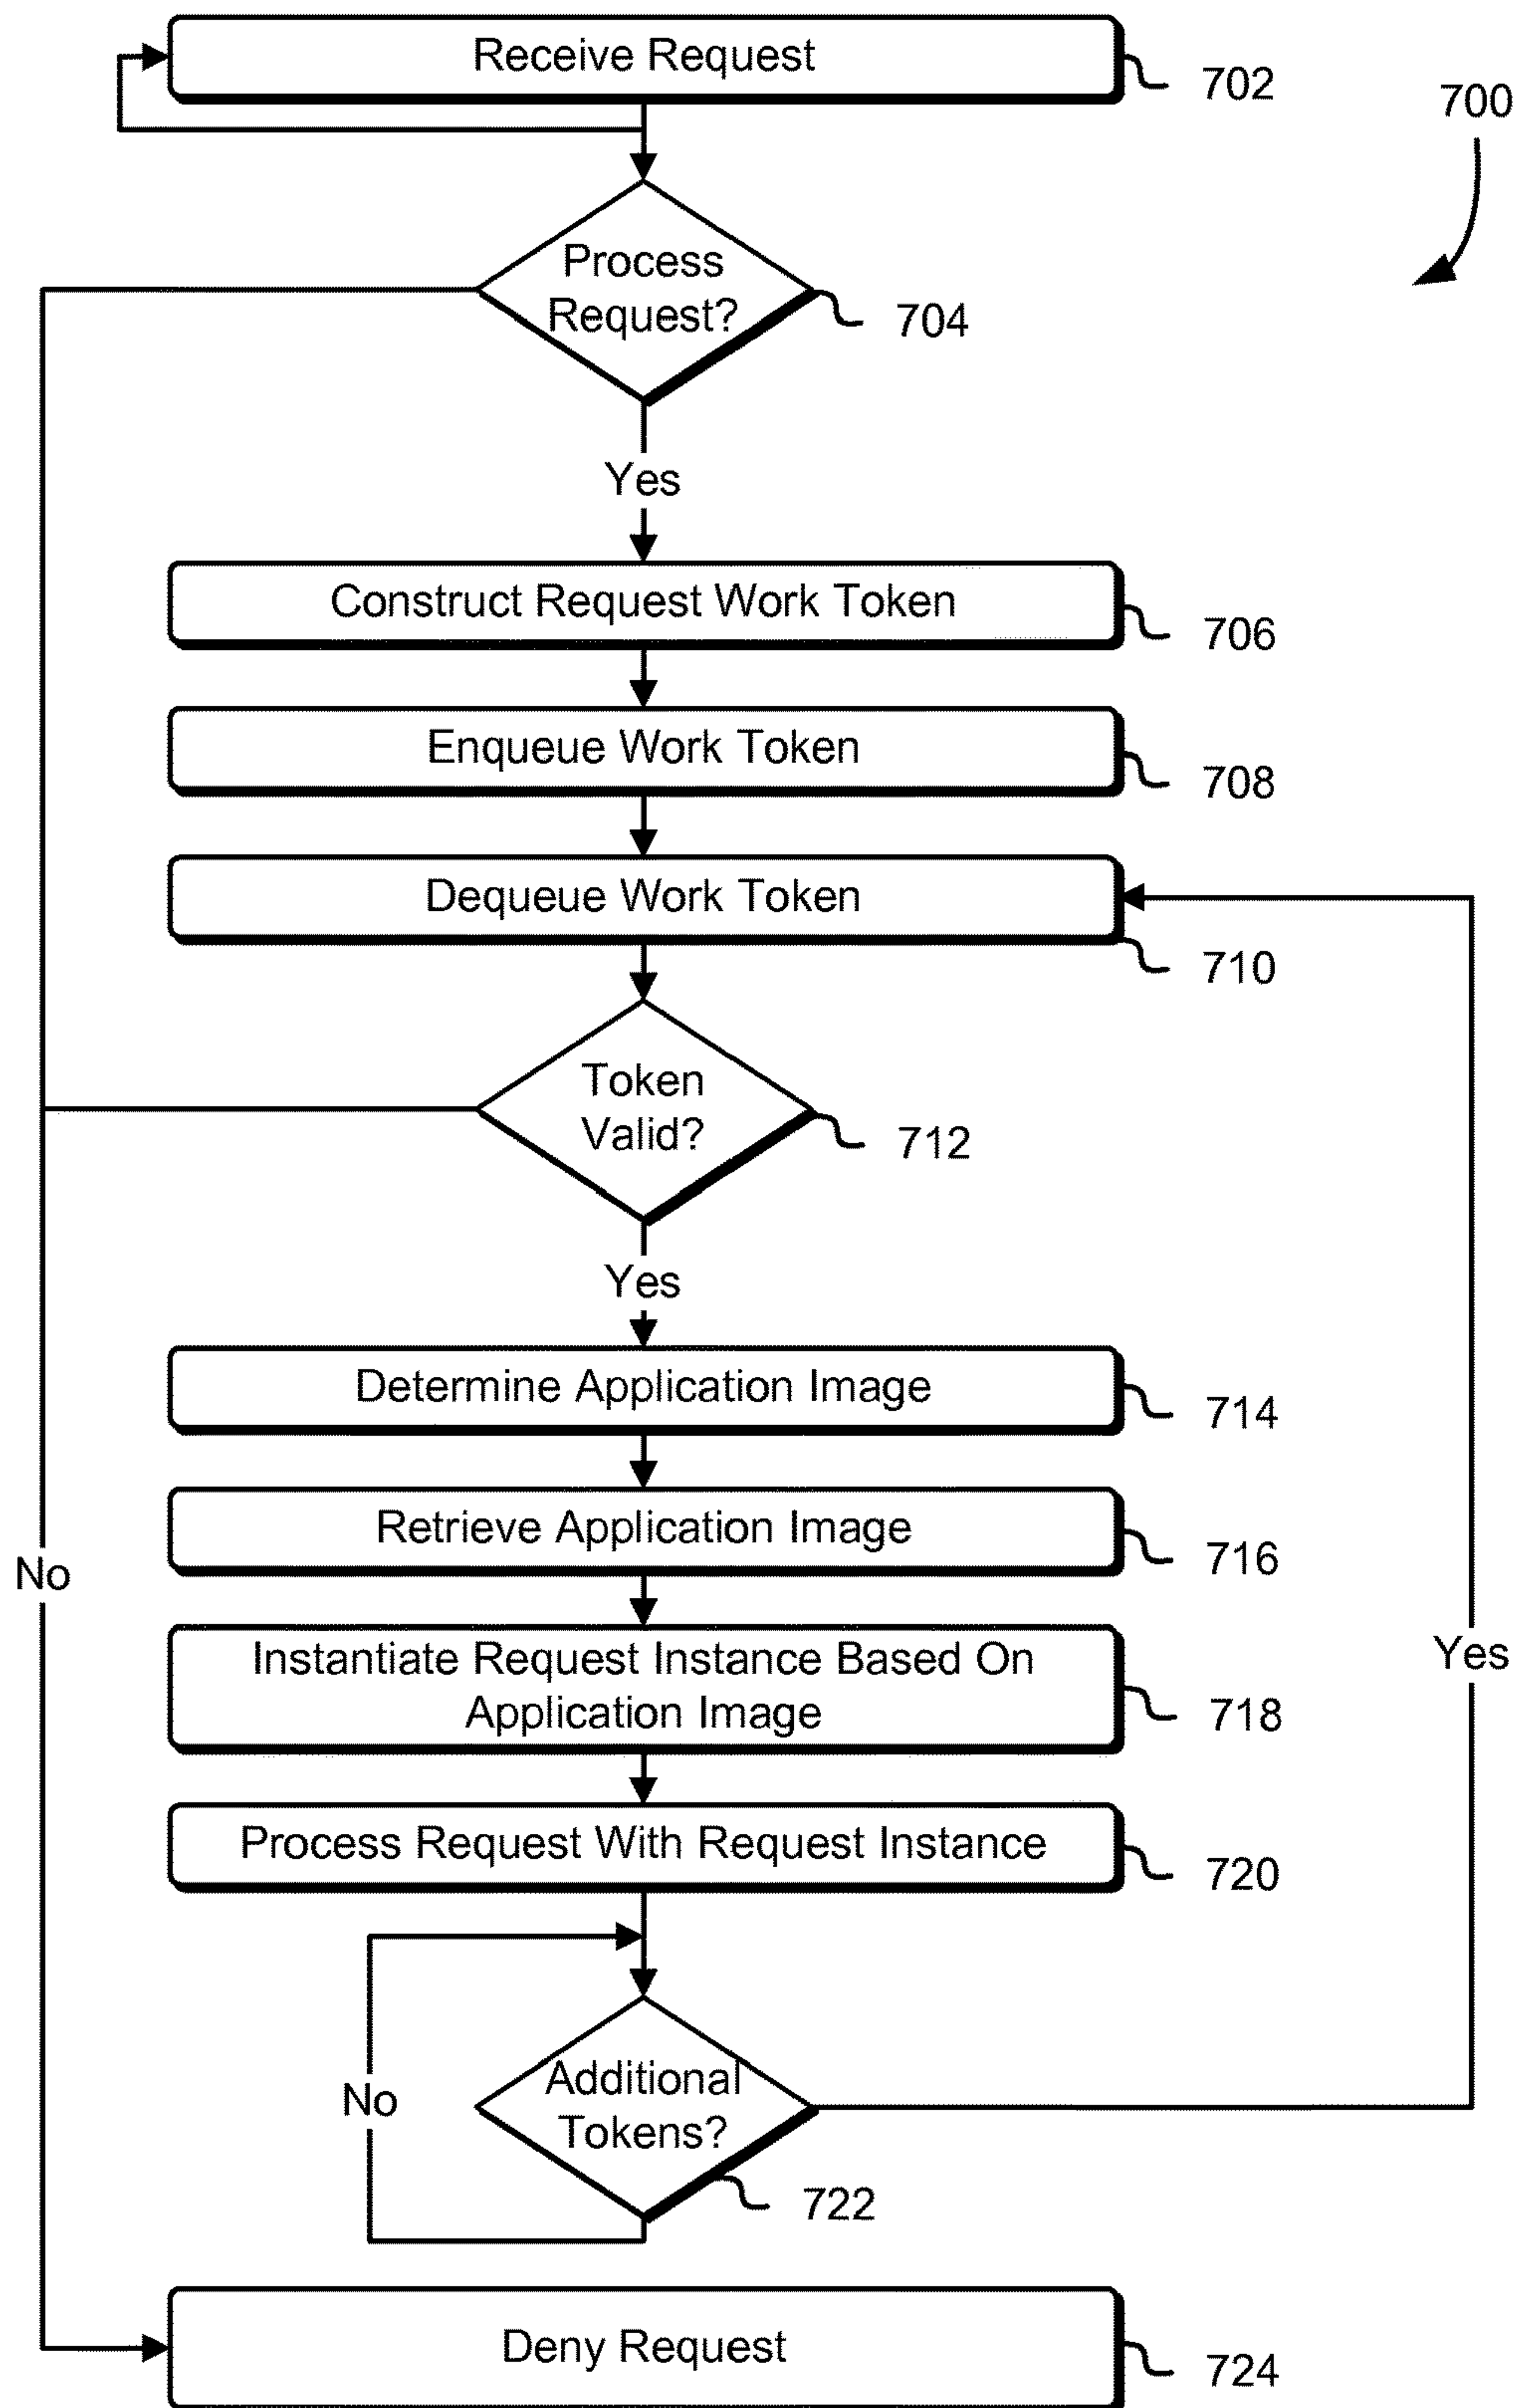 Receive Request
702
700
Process
Request?
704
Yes
Construct Request Work Token
706
Enqueue Work Token
708
Dequeue Work Token
710
Token
Valid?
712
Yes
Determine Application Image
714
Retrieve Application Image
716
No
Instantiate Request Instance Based On
Application Image
718
Yes
Process Request With Request Instance
720
Additional
Tokens?
No
722
Deny Request
724